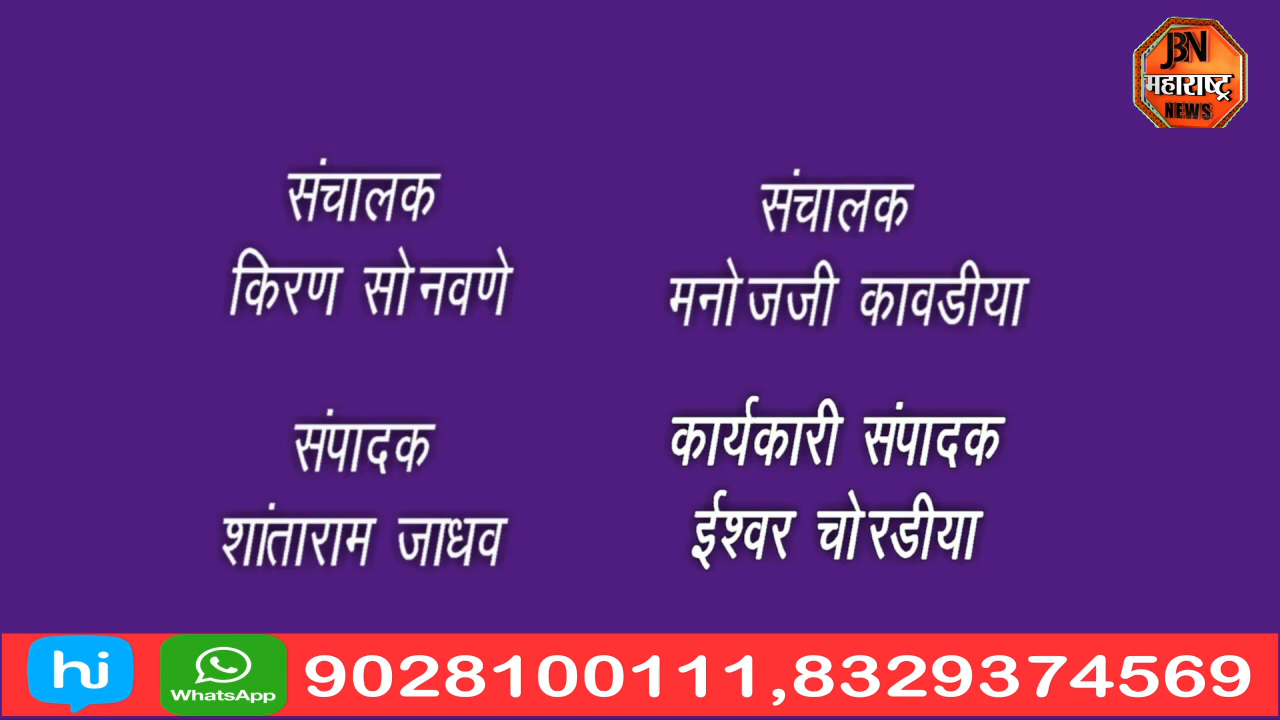 JBN
महाराष्ट्र
NEWS
संचालक
किरण सोनवणे
संचालक
मनोजजी कावडीया
संपादक
शांताराम जाधव
कार्यकारी संपादक
ईश्वर चोरडीया
hi
WhatsApp
9028100111,8329374569